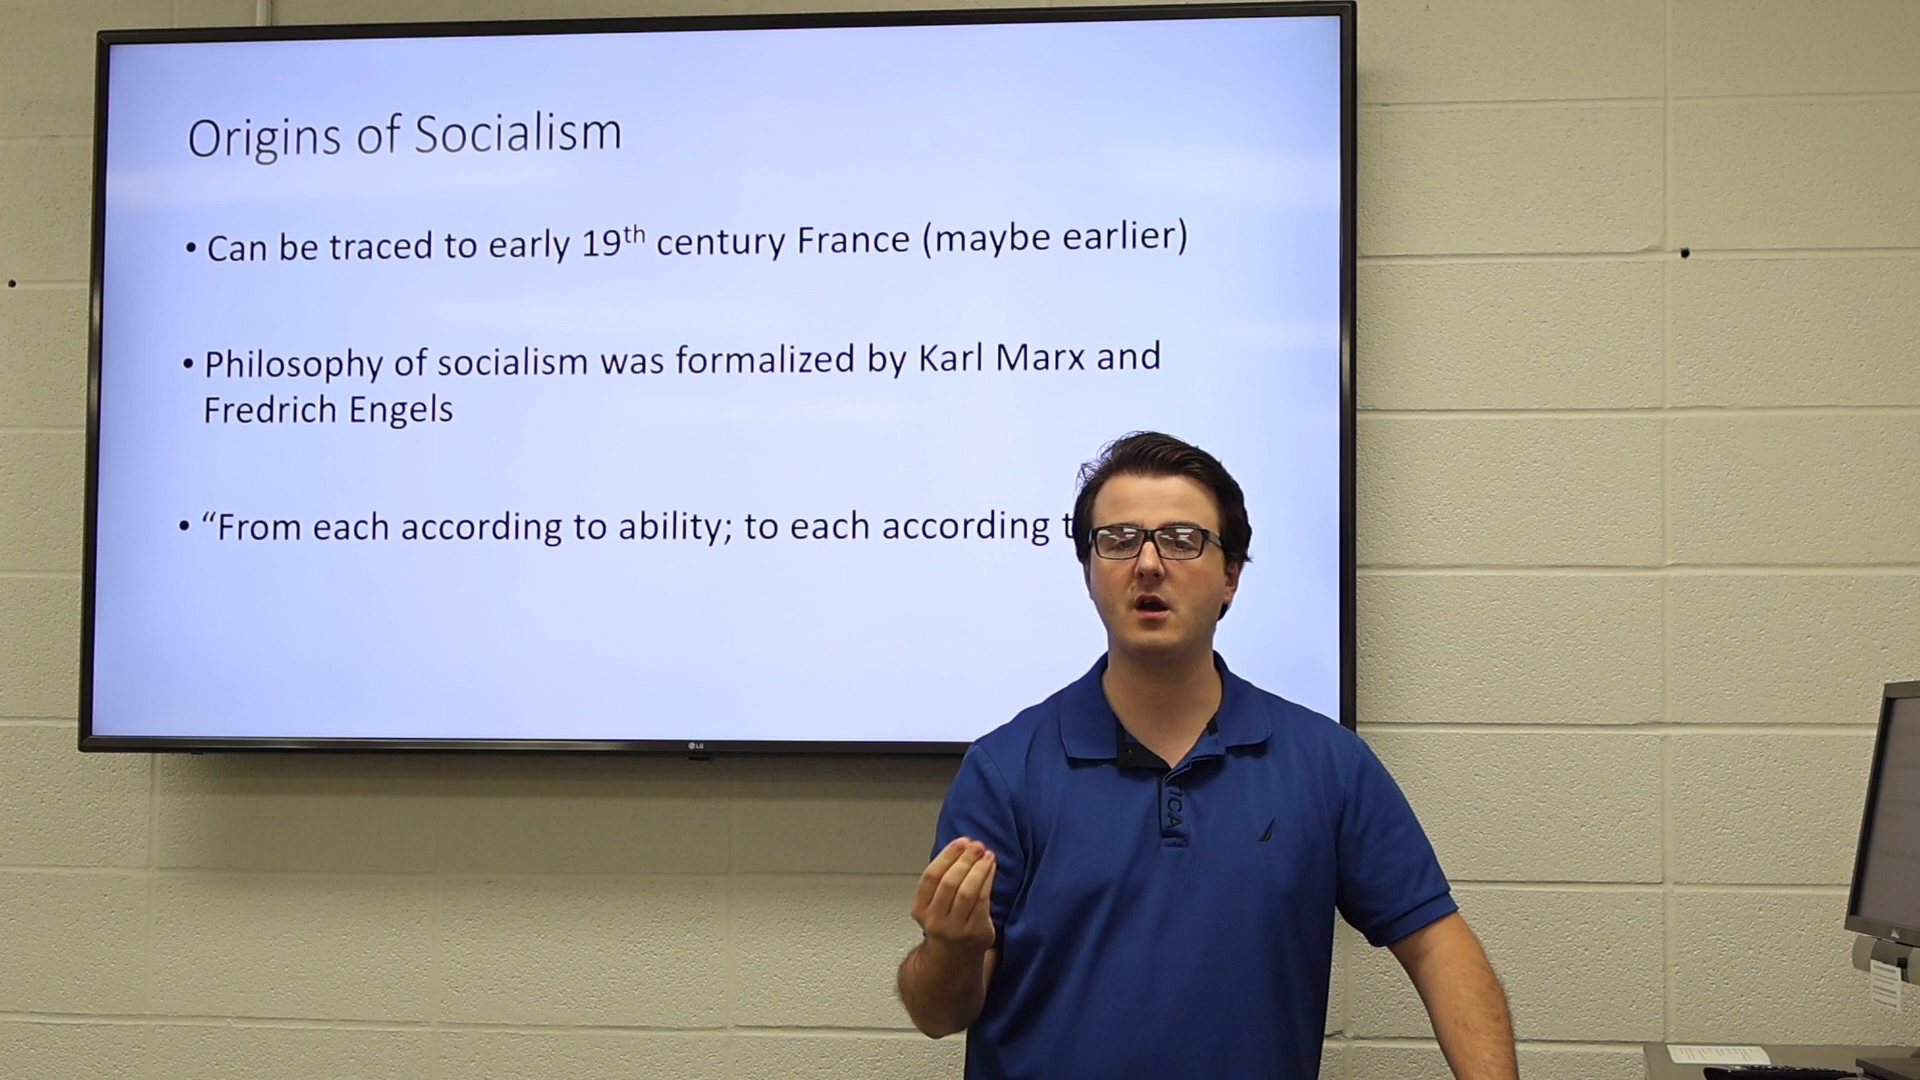 Origins of Socialism
• Can be traced to early 19th century France (maybe earlier)
• Philosophy of socialism was formalized by Karl Marx and
Fredrich Engels
• “From each according to ability; to each according
LG
ICA